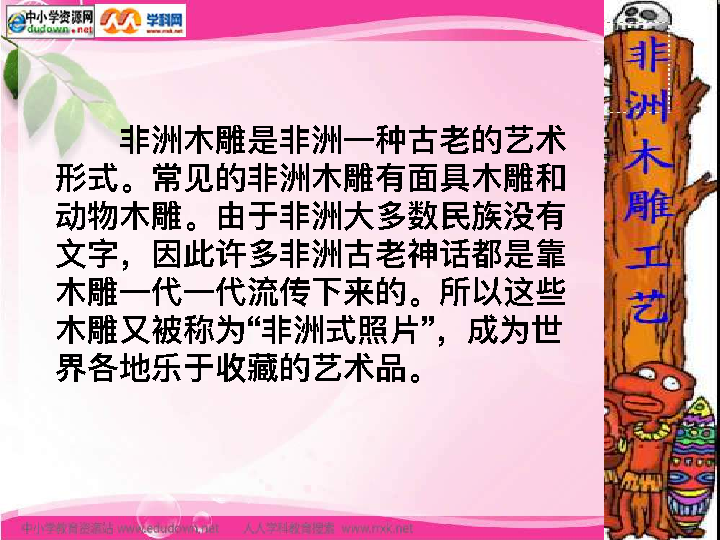 中小学资源网
edudown.net
学科网
www.nxk.net
非洲木雕是非洲一种古老的艺术
形式。常见的非洲木雕有面具木雕和
动物木雕。由于非洲大多数民族没有
文字，因此许多非洲古老神话都是靠
木雕一代一代流传下来的。所以这些
木雕又被称为“非洲式照片”，成为世
界各地乐于收藏的艺术品。
非洲木雕工艺
中小学教育资源站 www.edudown.net 人人学科教育搜索 www.nxk.net